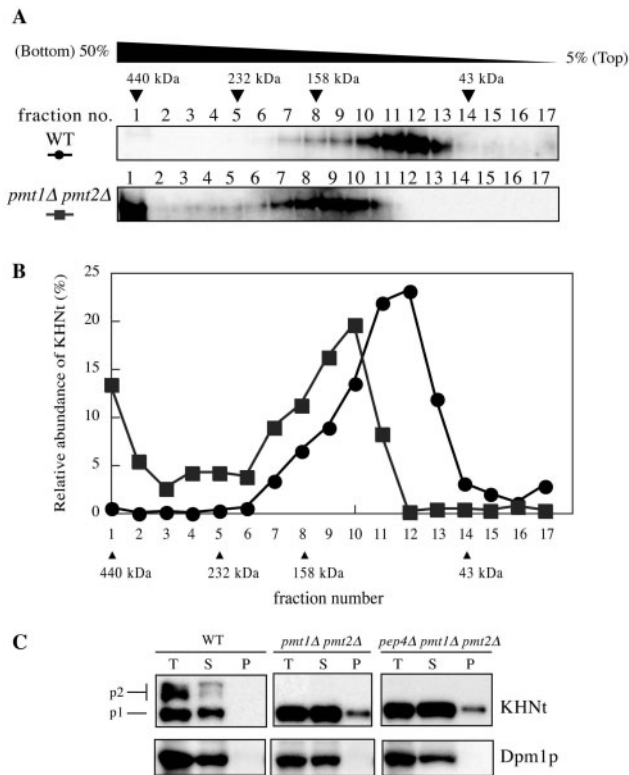 A
(Bottom) 50%
5% (Top)
440 kDa 232 kDa 158 kDa 43 kDa
fraction no. 1 2 3 4 5 6 7 8 9 10 11 12 13 14 15 16 17
WT
1 2 3 4 5 6 7 8 9 10 11 12 13 14 15 16 17
pmt1Δ pmt2Δ
B
Relative abundance of KHNt (%)
25
20
15
10
5
0
1 2 3 4 5 6 7 8 9 10 11 12 13 14 15 16 17
440 kDa 232 kDa 158 kDa 43 kDa
fraction number
C
WT pmt1Δ pmt2Δ pep4Δ pmt1Δ pmt2Δ
T S P T S P T S P
p2
p1
KHNt
Dpm1p